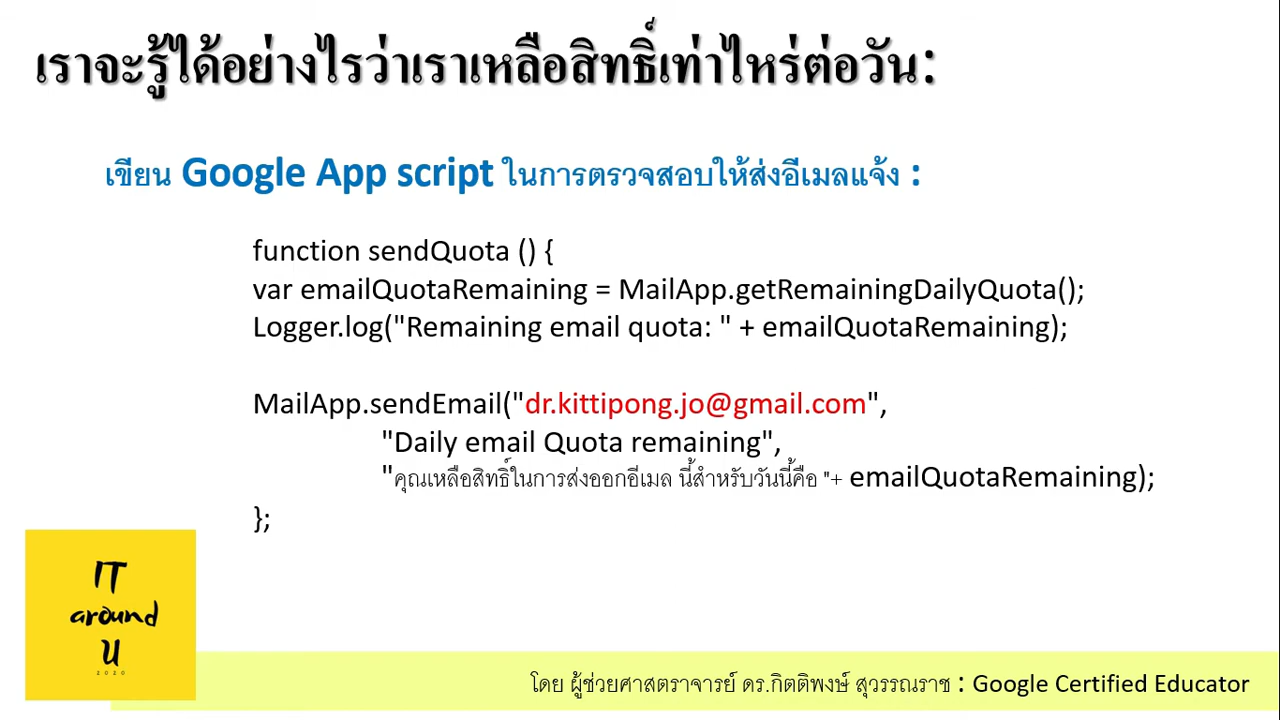 เราจะรู้ได้อย่างไรว่าเราเหลือสิทธิ์เท่าไหร่ต่อวัน:
เขียน Google App script ในการตรวจสอบให้ส่งอีเมลแจ้ง :
function sendQuota () {
var emailQuotaRemaining = MailApp.getRemainingDailyQuota();
Logger.log("Remaining email quota: " + emailQuotaRemaining);
MailApp.sendEmail("dr.kittipong.jo@gmail.com",
"Daily email Quota remaining",
"คุณเหลือสิทธิ์ในการส่งออกอีเมล นี้สำหรับวันนี้คือ "+ emailQuotaRemaining);
};
IT
around
u
2020
โดย ผู้ช่วยศาสตราจารย์ ดร.กิตติพงษ์ สุวรรณราช : Google Certified Educator